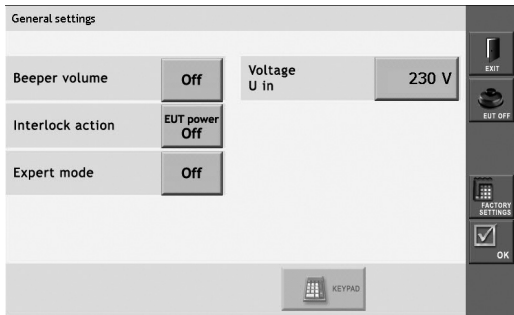 General settings
Beeper volume
Off
Voltage
U in
230 V
Interlock action
EUT power
Off
Expert mode
Off
EXIT
EUT OFF
FACTORY
SETTINGS
OK
KEYPAD